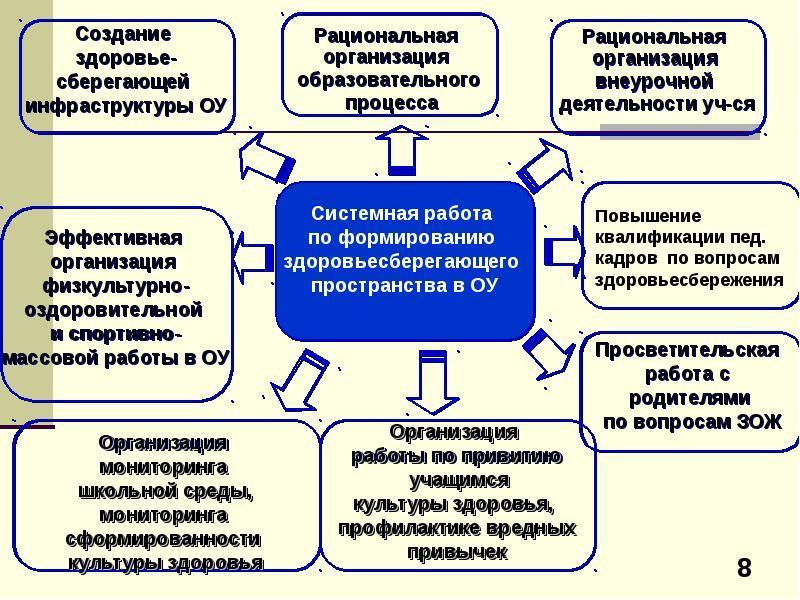 Создание
здоровье-
сберегающей
инфраструктуры ОУ
Рациональная
организация
образовательного
процесса
Рациональная
организация
внеурочной
деятельности уч-ся
Системная работа
по формированию
здоровьесберегающего
пространства в ОУ
Эффективная
организация
физкультурно-
оздоровительной
и спортивно-
массовой работы в ОУ
Повышение
квалификации пед.
кадров по вопросам
здоровьесбережения
Просветительская
работа с
родителями
по вопросам ЗОЖ
Организация
мониторинга
школьной среды,
мониторинга
сформированности
культуры здоровья
Организация
работы по привитию
учащимся
культуры здоровья,
профилактике вредных
привычек
8